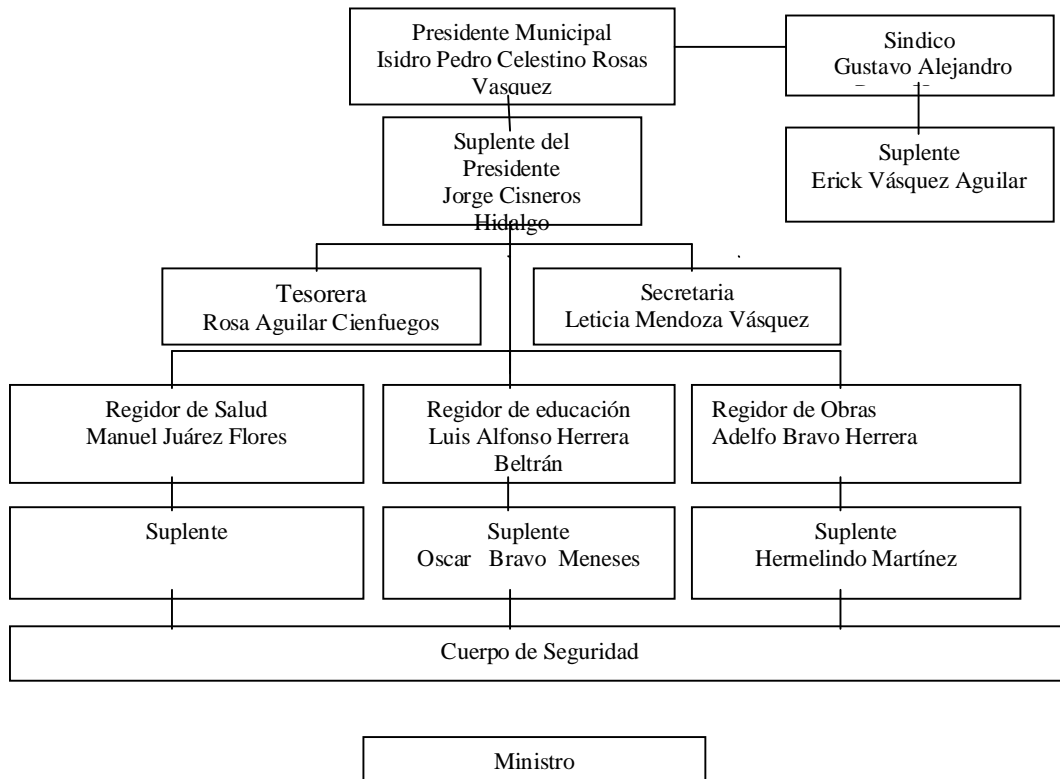 Presidente Municipal
Isidro Pedro Celestino Rosas
Vasquez
Sindico
Gustavo Alejandro
Suplente del
Presidente
Jorge Cisneros
Hidalgo
Suplente
Erick Vásquez Aguilar
Tesorera
Rosa Aguilar Cienfuegos
Secretaria
Leticia Mendoza Vásquez
Regidor de Salud
Manuel Juárez Flores
Regidor de educación
Luis Alfonso Herrera
Beltrán
Regidor de Obras
Adelfo Bravo Herrera
Suplente
Suplente
Oscar Bravo Meneses
Suplente
Hermelindo Martínez
Cuerpo de Seguridad
Ministro